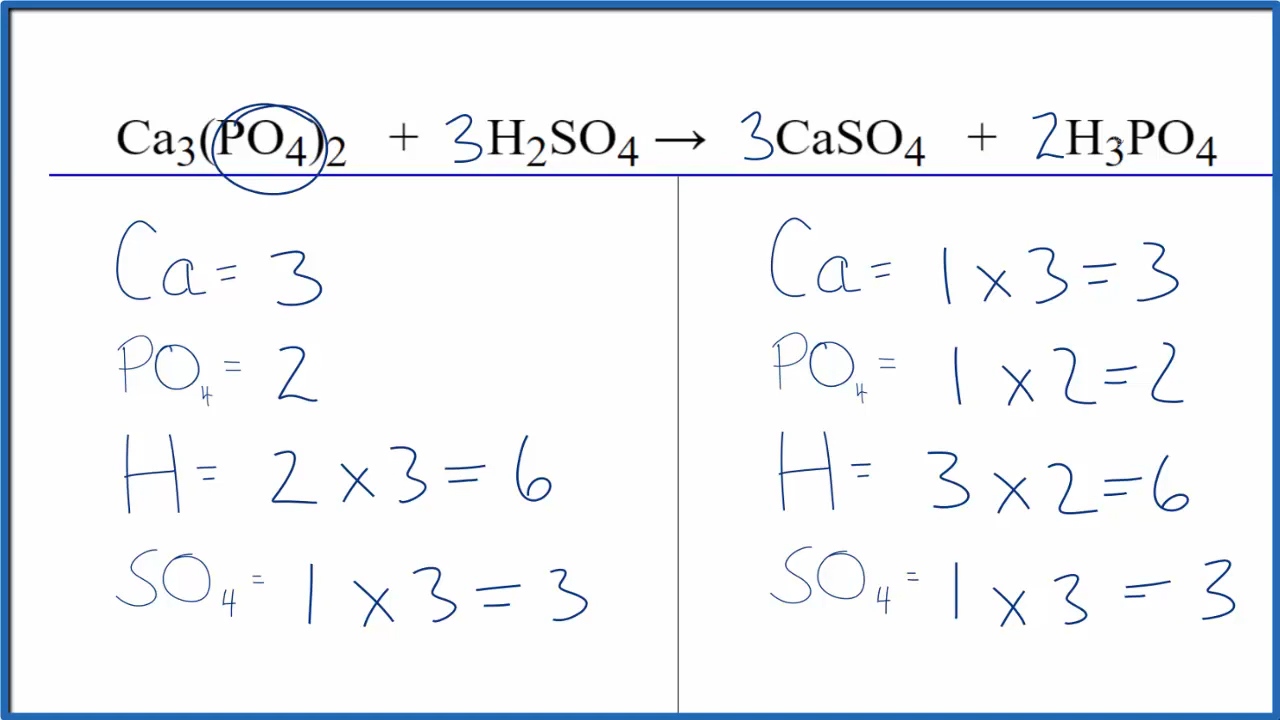 Ca₃(PO₄)₂ + 3H₂SO₄ → 3CaSO₄ + 2H₃PO₄
Ca = 3
PO₄ = 2
H = 2 x 3 = 6
SO₄ = 1 x 3 = 3
Ca = 1 x 3 = 3
PO₄ = 1 x 2 = 2
H = 3 x 2 = 6
SO₄ = 1 x 3 = 3